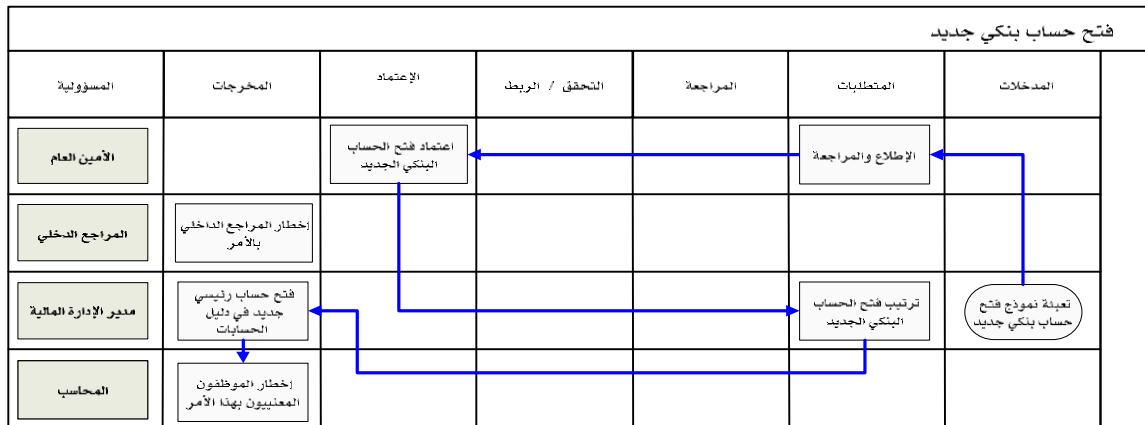 فتح حساب بنكي جديد
المدخلات
المتطلبات
المراجعة
التحقق / الربط
الإعتماد
المخرجات
المسؤولية
الإطلاع والمراجعة
اعتماد فتح الحساب
البنكي الجديد
الأمين العام
إخطار المراجع الداخلي
بالأمر
المراجع الدخلي
تعبئة نموذج فتح
حساب بنكي جديد
ترتيب فتح الحساب
البنكي الجديد
فتح حساب رئيسي
جديد في دليل
الحسابات
مدير الإدارة المالية
إخطار الموظفون
المعنييون بهذا الأمر
المحاسب